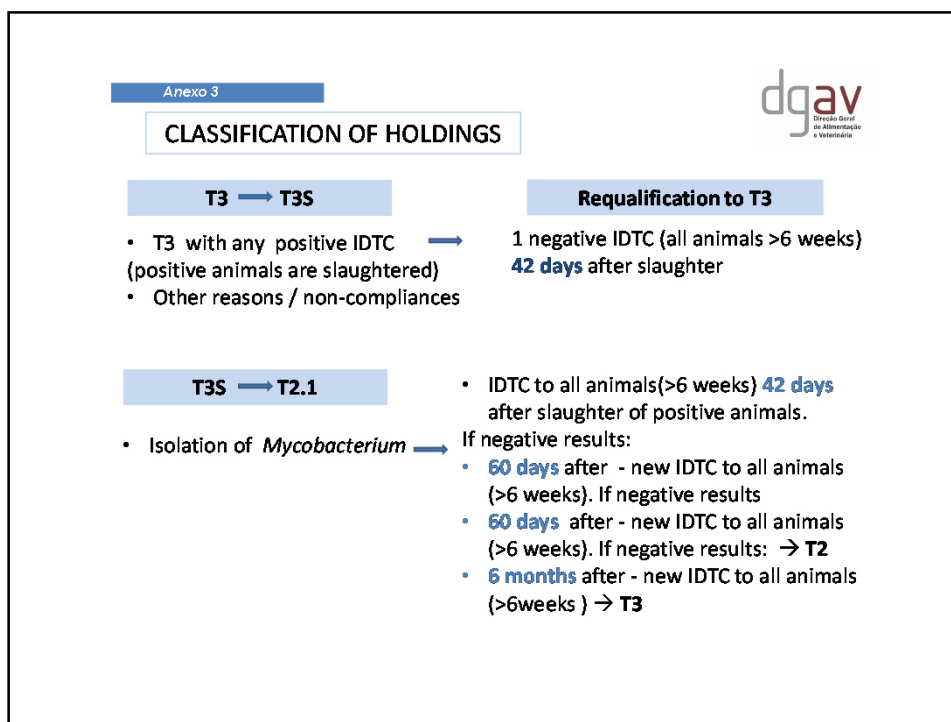 Anexo 3
dgav
Direção Geral
de Alimentação
e Veterinária
CLASSIFICATION OF HOLDINGS
T3 → T3S
• T3 with any positive IDTC →
(positive animals are slaughtered)
• Other reasons / non-compliances
Requalification to T3
1 negative IDTC (all animals >6 weeks)
42 days after slaughter
T3S → T2.1
• Isolation of Mycobacterium →
• IDTC to all animals(>6 weeks) 42 days
after slaughter of positive animals.
If negative results:
• 60 days after - new IDTC to all animals
(>6 weeks). If negative results
• 60 days after - new IDTC to all animals
(>6 weeks). If negative results: → T2
• 6 months after - new IDTC to all animals
(>6weeks ) → T3